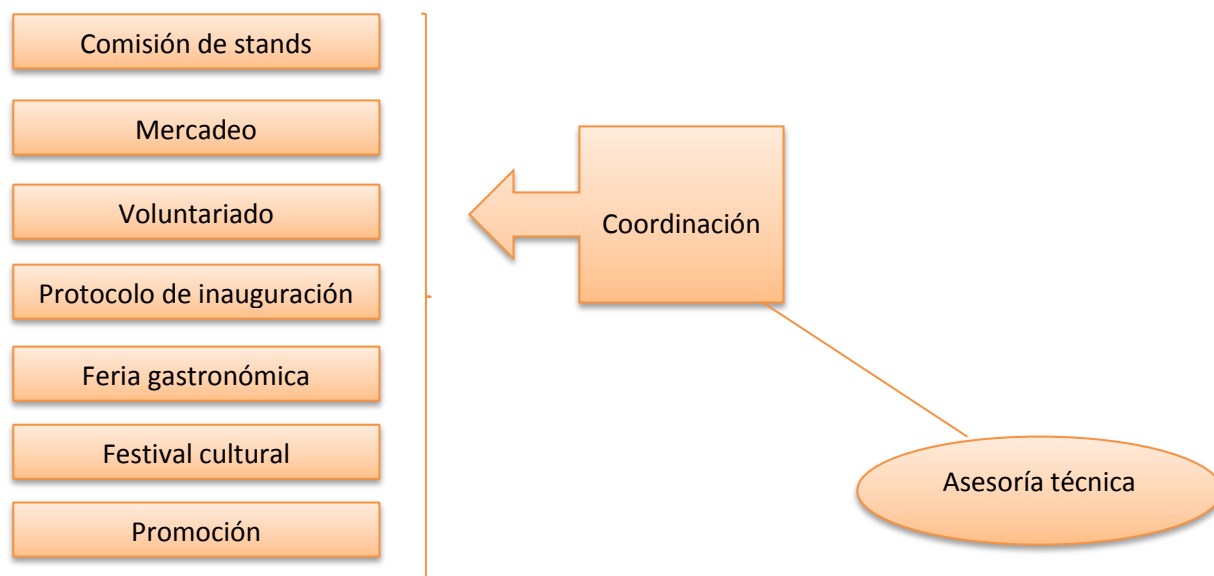 Comisión de stands
Mercadeo
Voluntariado
Protocolo de inauguración
Feria gastronómica
Festival cultural
Promoción
Coordinación
Asesoría técnica